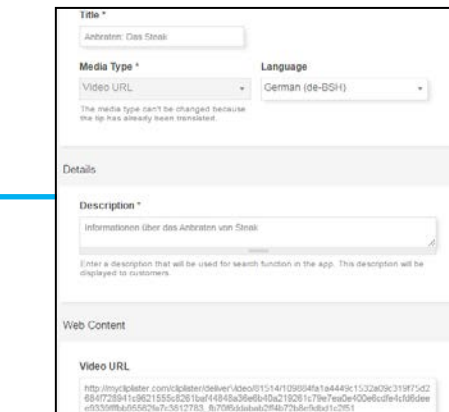 Title *
Anbraten: Das Steak
Media Type * Language
Video URL German (de-BSH)
The media type can't be changed because
the tip has already been translated.
Details
Description *
Informationen über das Anbraten von Steak
Enter a description that will be used for search function in the app. This description will be
displayed to customers.
Web Content
Video URL